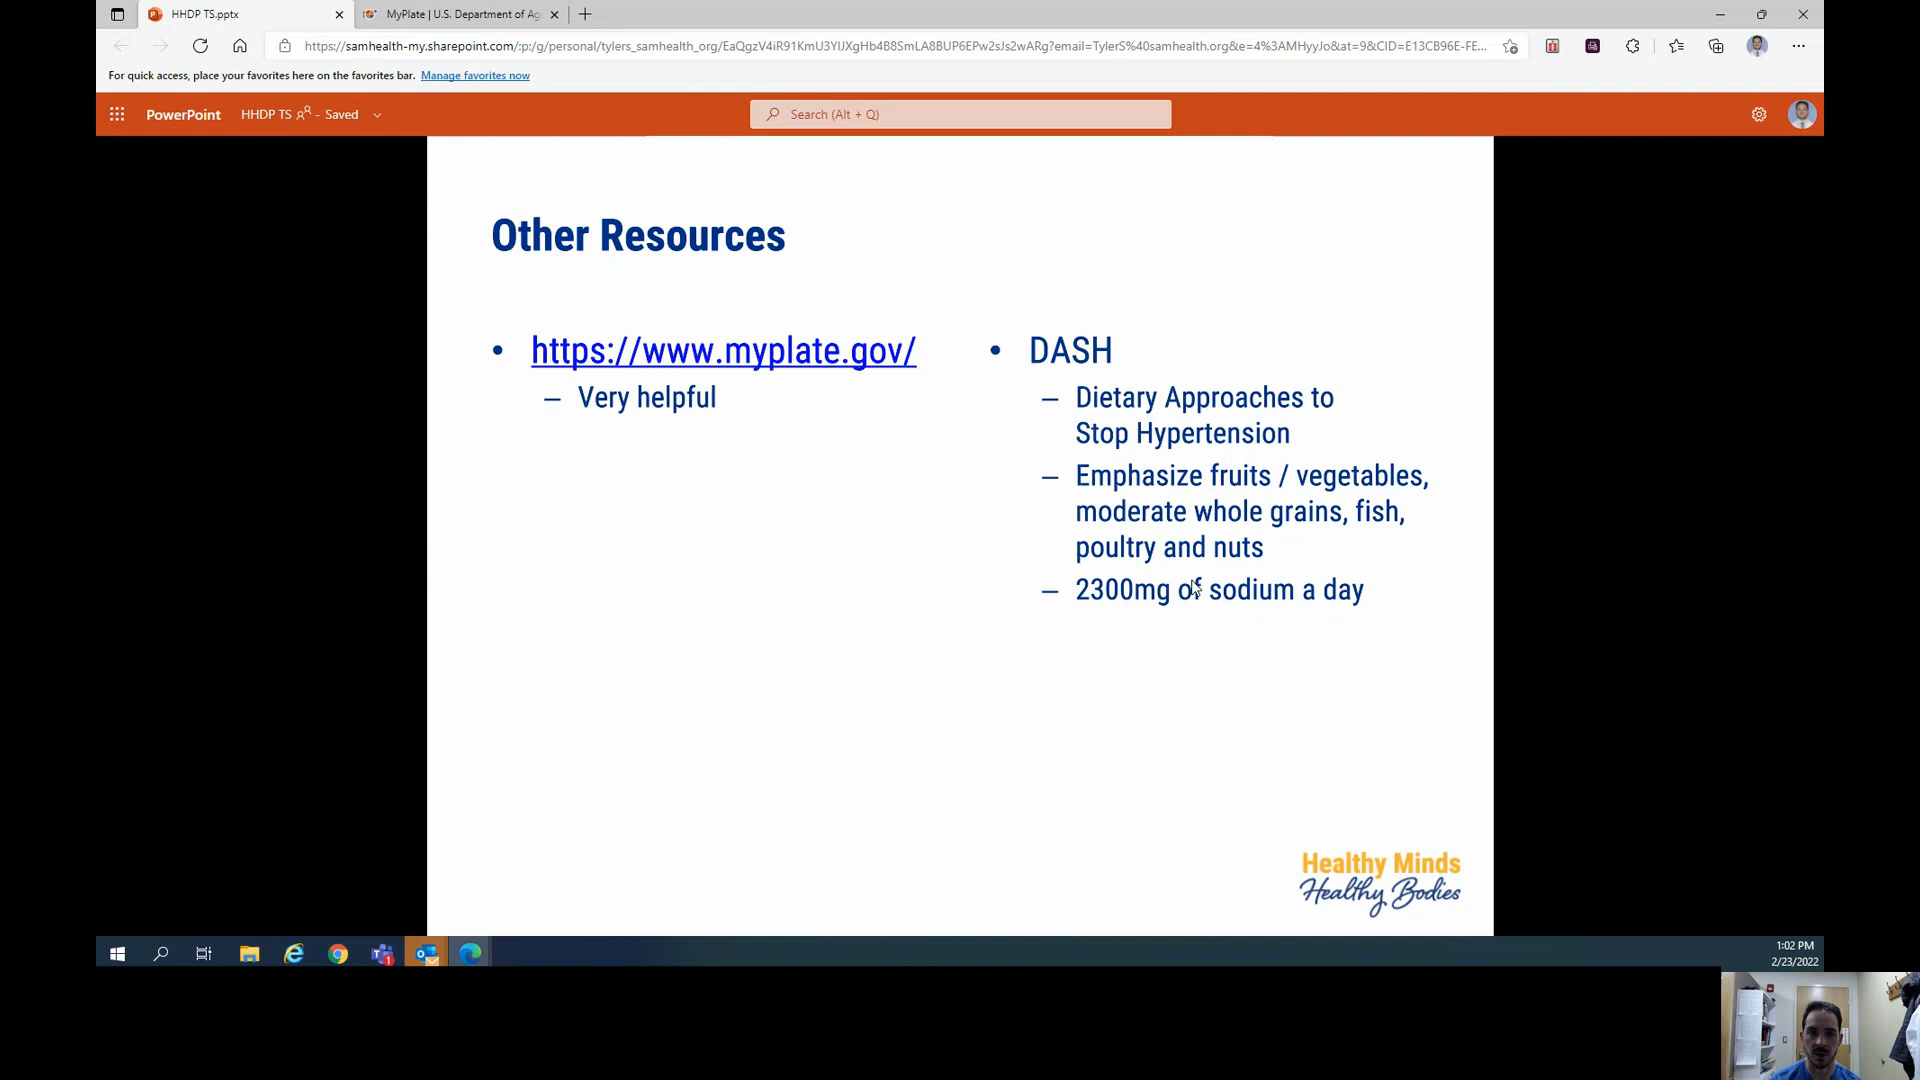 HHDP TS.pptx
MyPlate | U.S. Department of Ag
https://samhealth-my.sharepoint.com/:p:/g/personal/tylers_samhealth_org/EaQgzV4iR91KmU3YIJXgHb4B8SmLA8BUP6EPw2sJs2wARg?email=TylerS%40samhealth.org&e=4%3AMHyyJo&at=9&CID=E13CB96E-FE...
For quick access, place your favorites here on the favorites bar. Manage favorites now
PowerPoint
HHDP TS - Saved
Search (Alt + Q)
Other Resources
• https://www.myplate.gov/
– Very helpful
• DASH
– Dietary Approaches to
Stop Hypertension
– Emphasize fruits / vegetables,
moderate whole grains, fish,
poultry and nuts
– 2300mg of sodium a day
Healthy Minds
Healthy Bodies
1:02 PM
2/23/2022